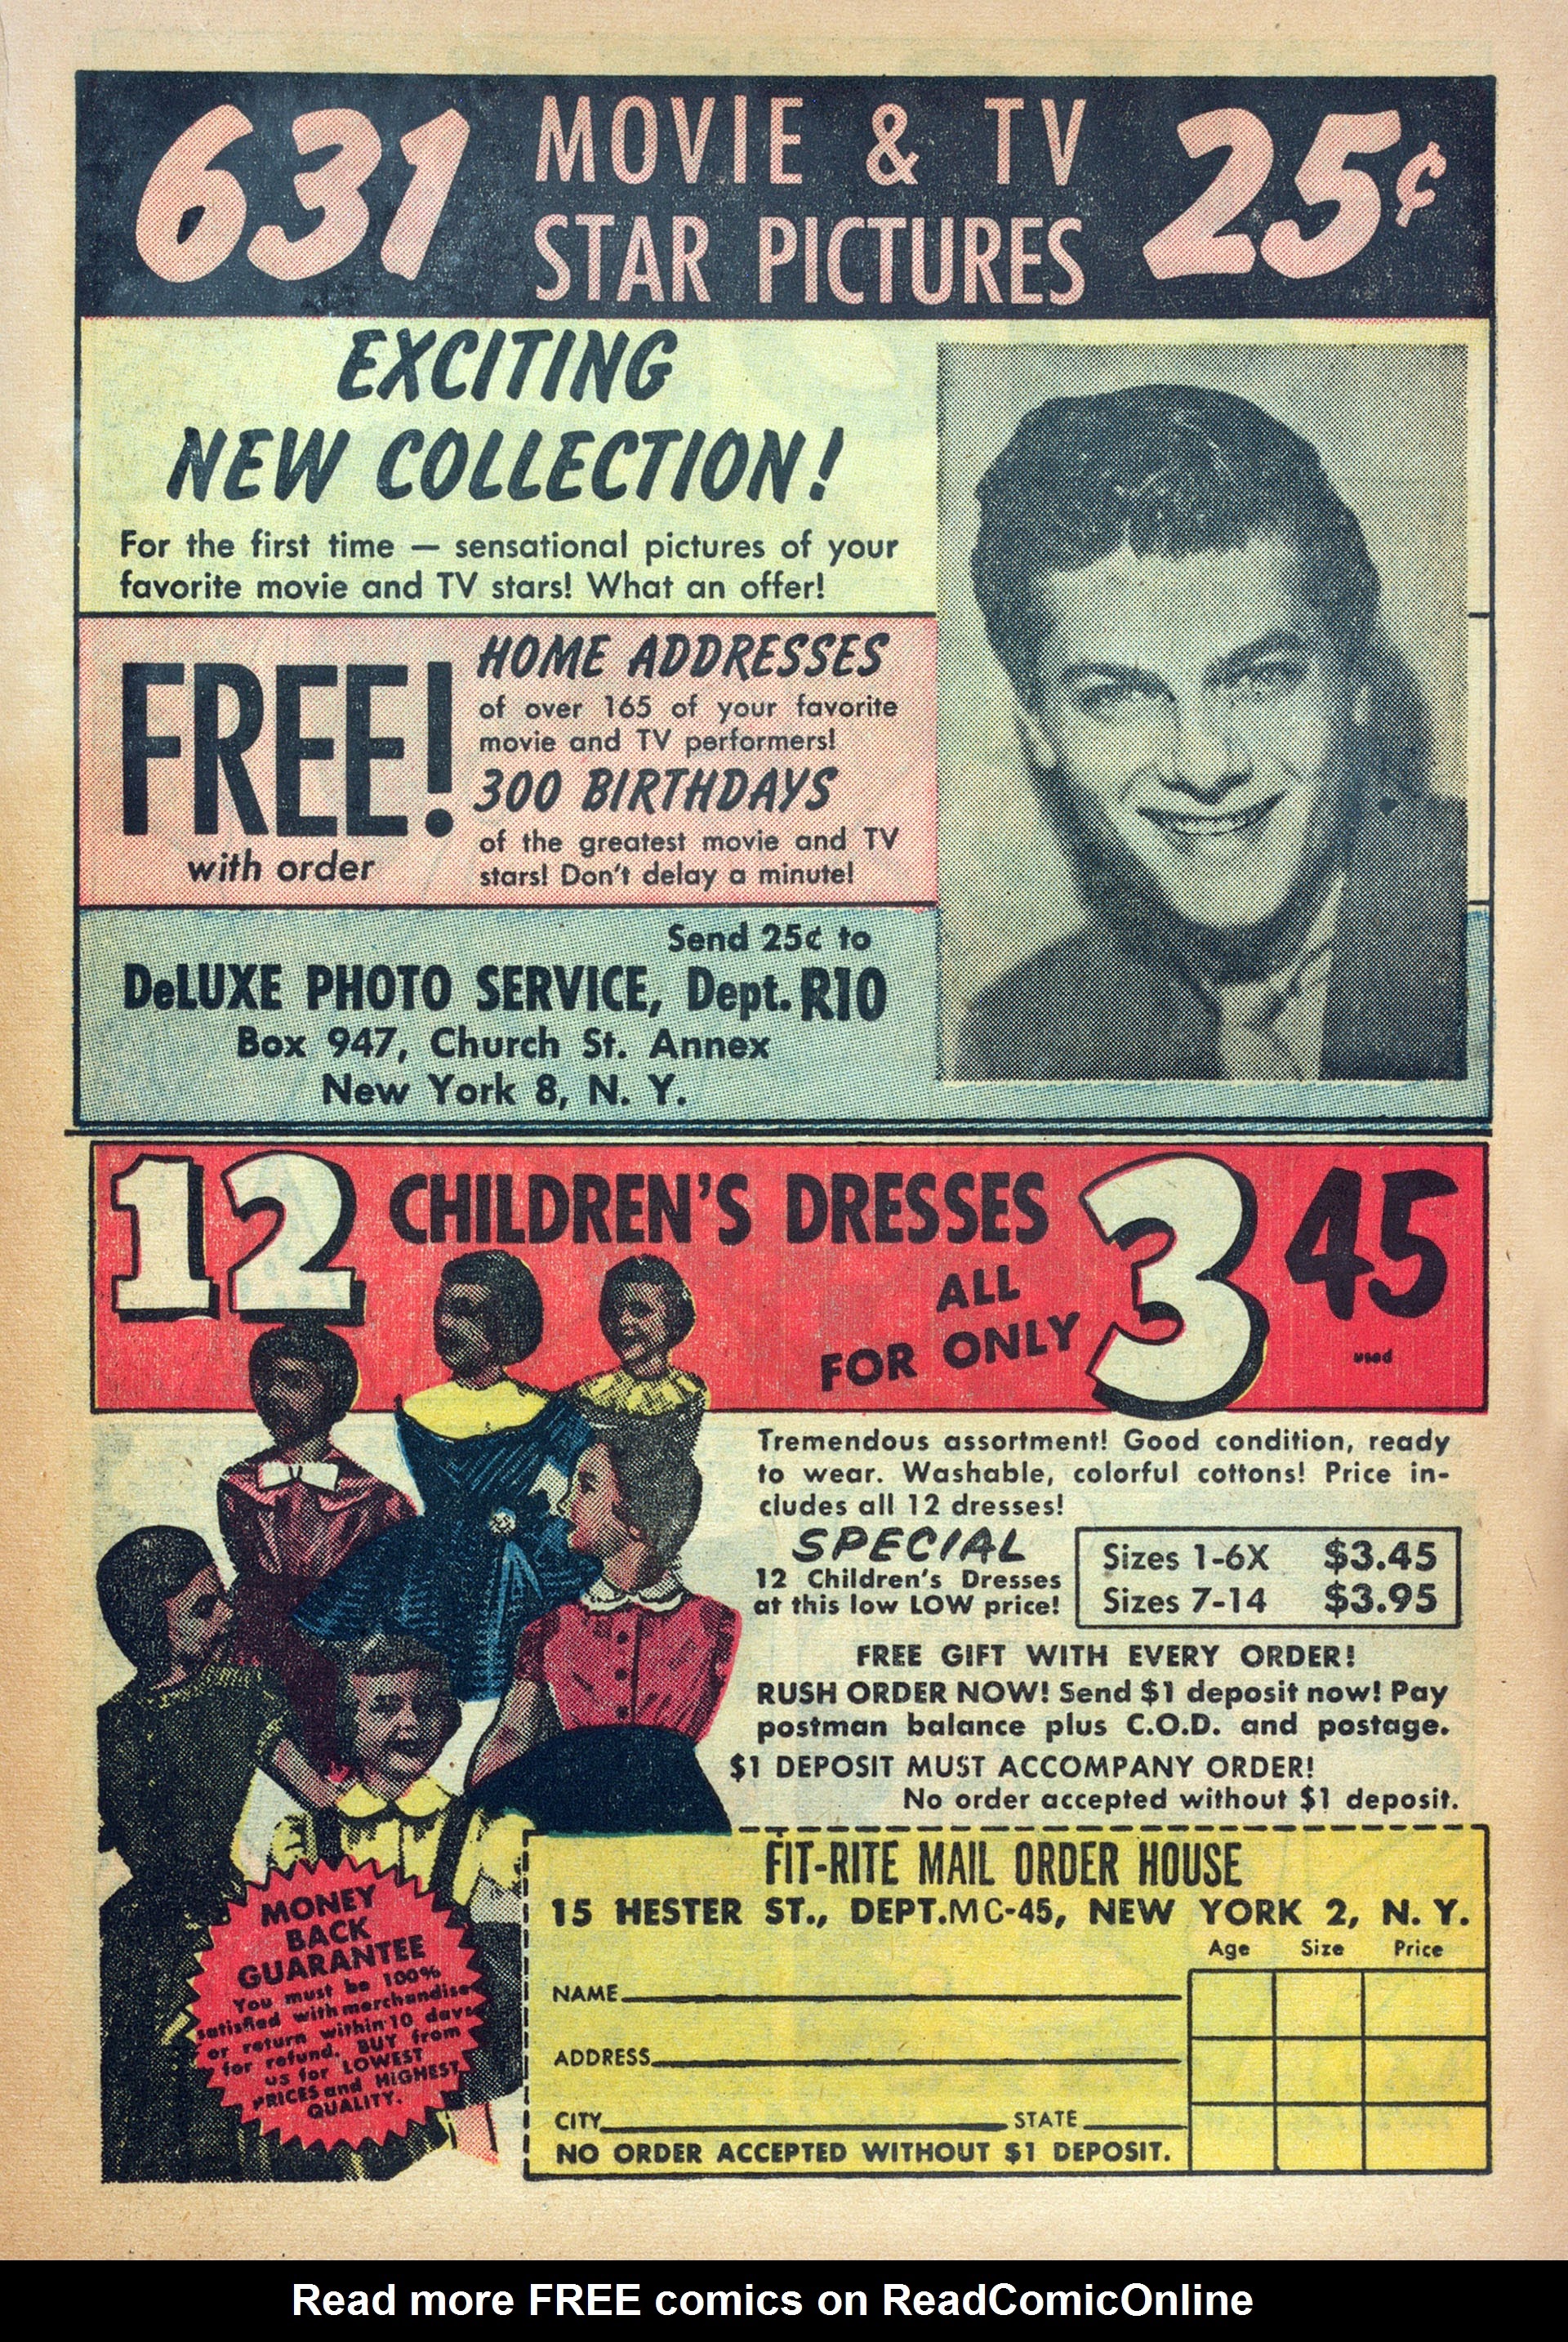 631 MOVIE & TV 25¢
STAR PICTURES
EXCITING
NEW COLLECTION!
For the first time — sensational pictures of your
favorite movie and TV stars! What an offer!
FREE!
with order
HOME ADDRESSES
of over 165 of your favorite
movie and TV performers!
300 BIRTHDAYS
of the greatest movie and TV
stars! Don't delay a minute!
Send 25¢ to
DeLUXE PHOTO SERVICE, Dept. R10
Box 947, Church St. Annex
New York 8, N. Y.
12 CHILDREN'S DRESSES
ALL
FOR ONLY
3 45
used
Tremendous assortment! Good condition, ready
to wear. Washable, colorful cottons! Price in-
cludes all 12 dresses!
SPECIAL
12 Children's Dresses
at this low LOW price!
Sizes 1-6X $3.45
Sizes 7-14 $3.95
FREE GIFT WITH EVERY ORDER!
RUSH ORDER NOW! Send $1 deposit now! Pay
postman balance plus C.O.D. and postage.
$1 DEPOSIT MUST ACCOMPANY ORDER!
No order accepted without $1 deposit.
MONEY
BACK
GUARANTEE
You must be 100%
satisfied with merchandise
or return within 10 days
for refund. BUY from
us for LOWEST
PRICES and HIGHEST
QUALITY.
FIT-RITE MAIL ORDER HOUSE
15 HESTER ST., DEPT.MC-45, NEW YORK 2, N. Y.
Age Size Price
NAME
ADDRESS
CITY STATE
NO ORDER ACCEPTED WITHOUT $1 DEPOSIT.
Read more FREE comics on ReadComicOnline